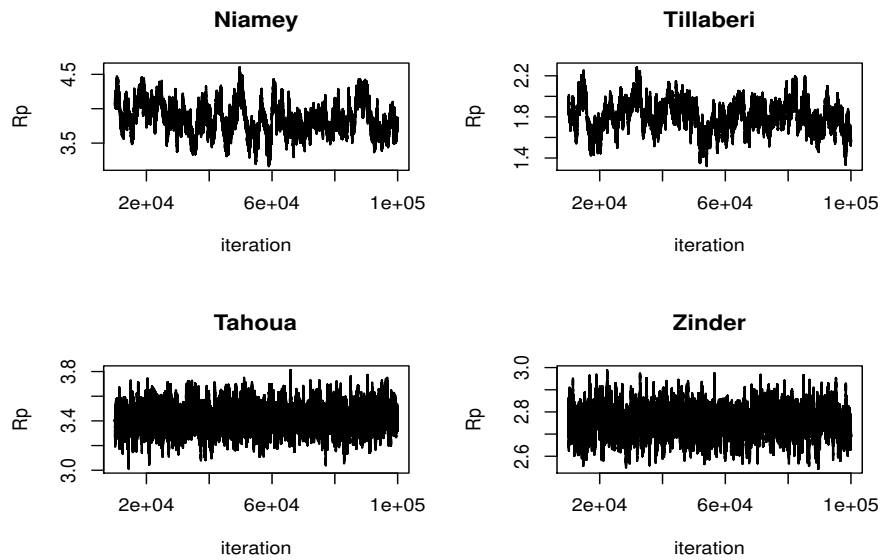 Niamey
Rp
3.5 4.5
2e+04 6e+04 1e+05
iteration
Tillaberi
Rp
1.4 1.8 2.2
2e+04 6e+04 1e+05
iteration
Tahoua
Rp
3.0 3.4 3.8
2e+04 6e+04 1e+05
iteration
Zinder
Rp
2.6 2.8 3.0
2e+04 6e+04 1e+05
iteration